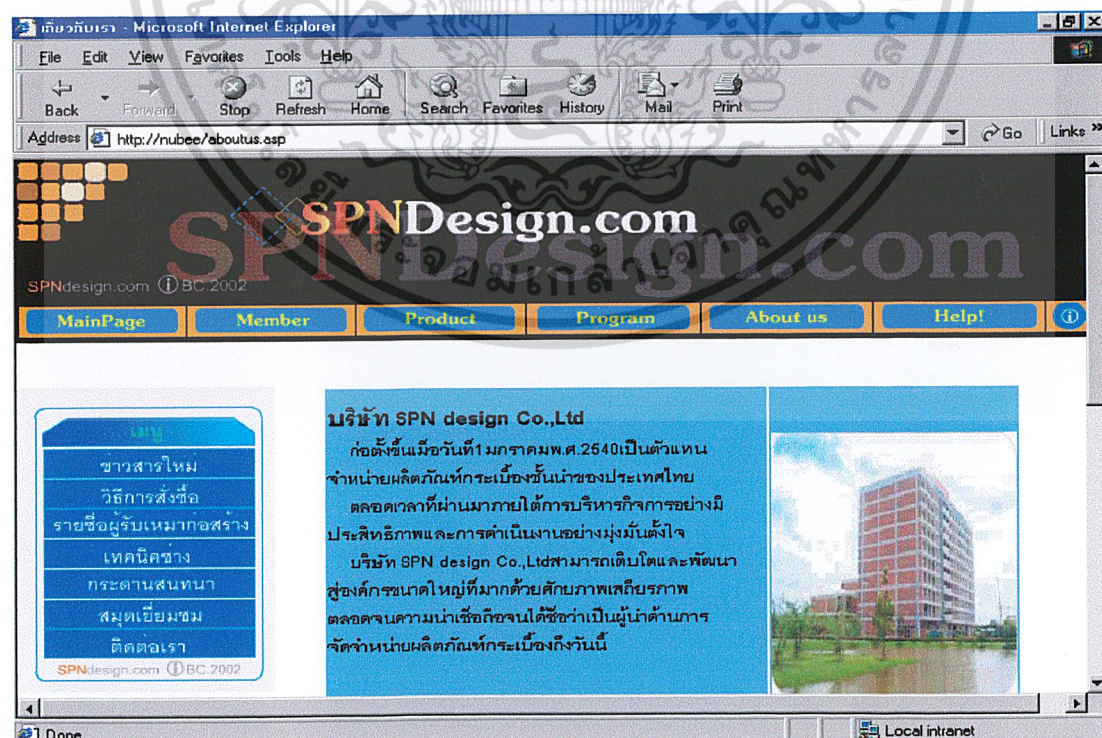 เกี่ยวกับเรา - Microsoft Internet Explorer
File Edit View Favorites Tools Help
Back Forward Stop Refresh Home Search Favorites History Mail Print
Address http://nubee/aboutus.asp Go Links »
SPNDesign.com
SPNDesign.com
SPNdesign.com BC.2002
MainPage Member Product Program About us Help!
เมนู
ข่าวสารใหม่
วิธีการสั่งซื้อ
รายชื่อผู้รับเหมาก่อสร้าง
เทคนิคช่าง
กระดานสนทนา
สมุดเยี่ยมชม
ติดต่อเรา
SPNdesign.com BC.2002
บริษัท SPN design Co.,Ltd
ก่อตั้งขึ้นเมื่อวันที่1มกราคมพ.ศ.2540เป็นตัวแทน
จำหน่ายผลิตภัณฑ์กระเบื้องชั้นนำของประเทศไทย
ตลอดเวลาที่ผ่านมาภายใต้การบริหารกิจการอย่างมี
ประสิทธิภาพและการดำเนินงานอย่างมุ่งมั่นตั้งใจ
บริษัท SPN design Co.,Ltdสามารถเติบโตและพัฒนา
สู่องค์กรขนาดใหญ่ที่มากด้วยศักยภาพเสถียรภาพ
ตลอดจนความน่าเชื่อถือจนได้ชื่อว่าเป็นผู้นำด้านการ
จัดจำหน่ายผลิตภัณฑ์กระเบื้องถึงวันนี้
Done Local intranet